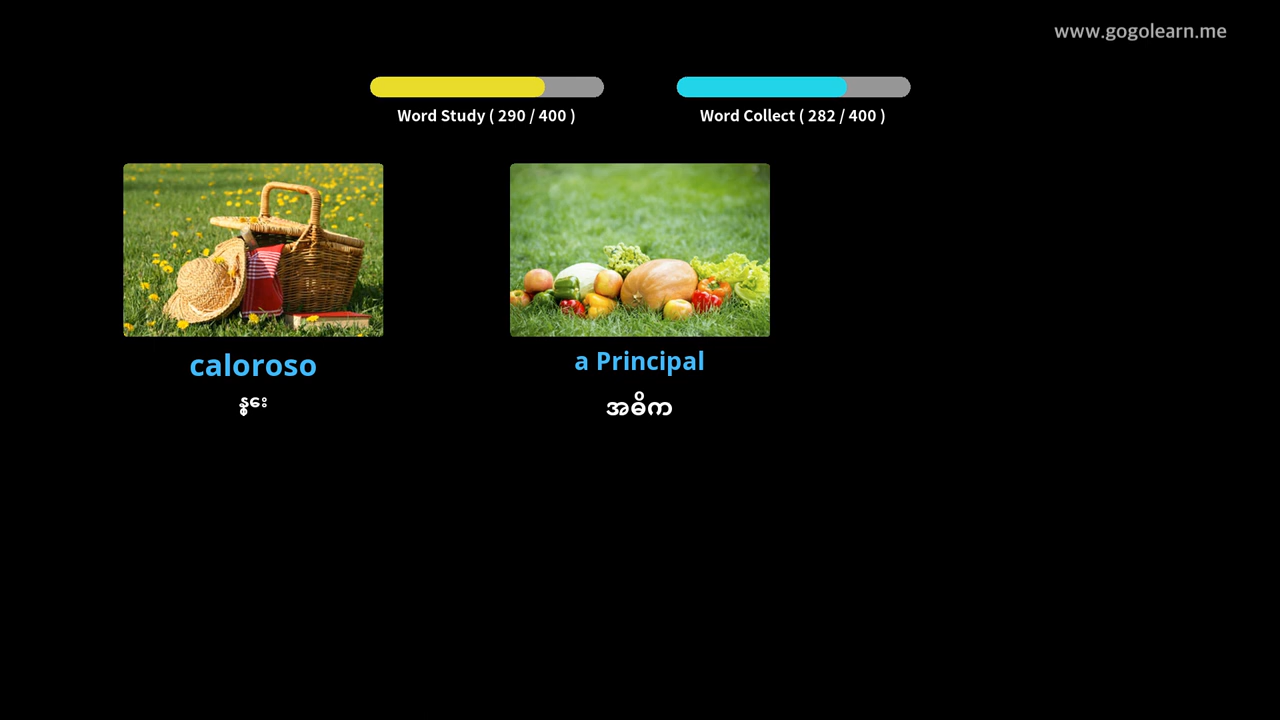 www.gogolearn.me
Word Study ( 290 / 400 )
Word Collect ( 282 / 400 )
caloroso
a Principal
နွေး
အဓိက